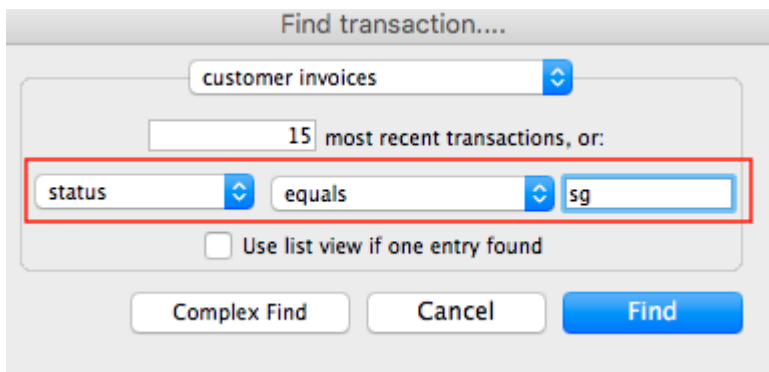 Find transaction....
customer invoices
15 most recent transactions, or:
status equals sg
Use list view if one entry found
Complex Find Cancel Find